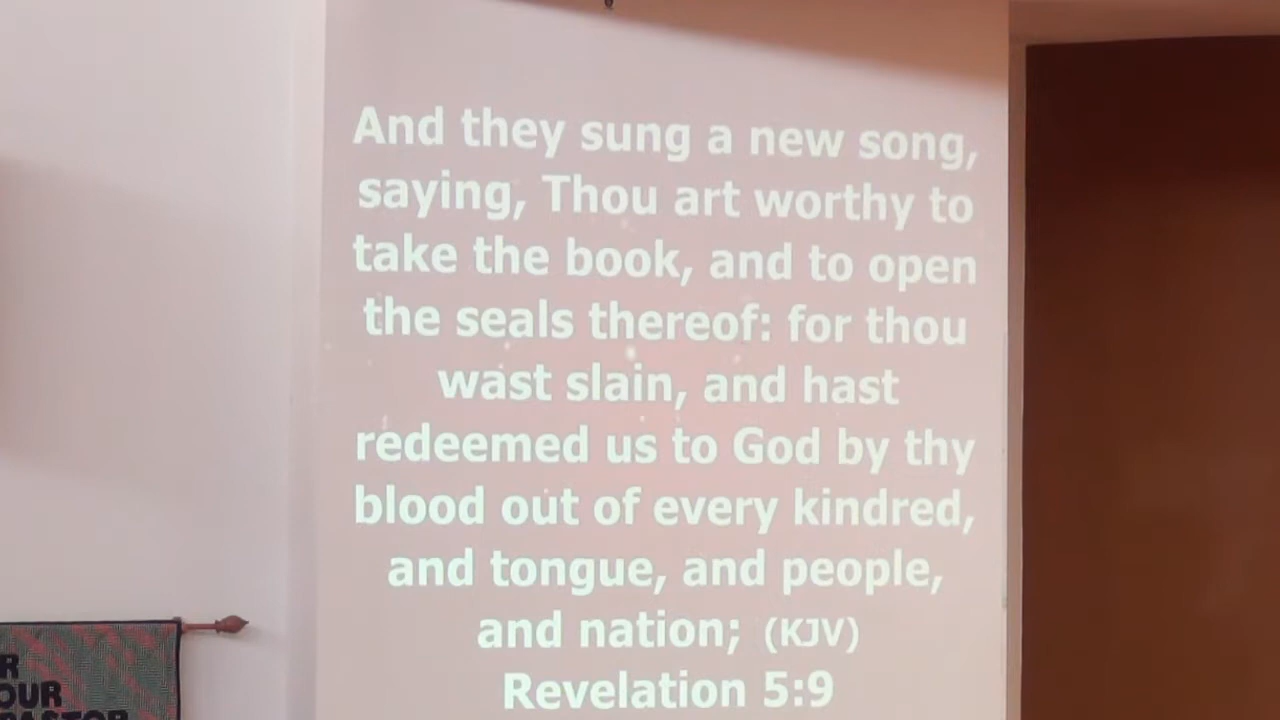 And they sung a new song,
saying, Thou art worthy to
take the book, and to open
the seals thereof: for thou
wast slain, and hast
redeemed us to God by thy
blood out of every kindred,
and tongue, and people,
and nation; (KJV)
Revelation 5:9
OUR
PASTOR